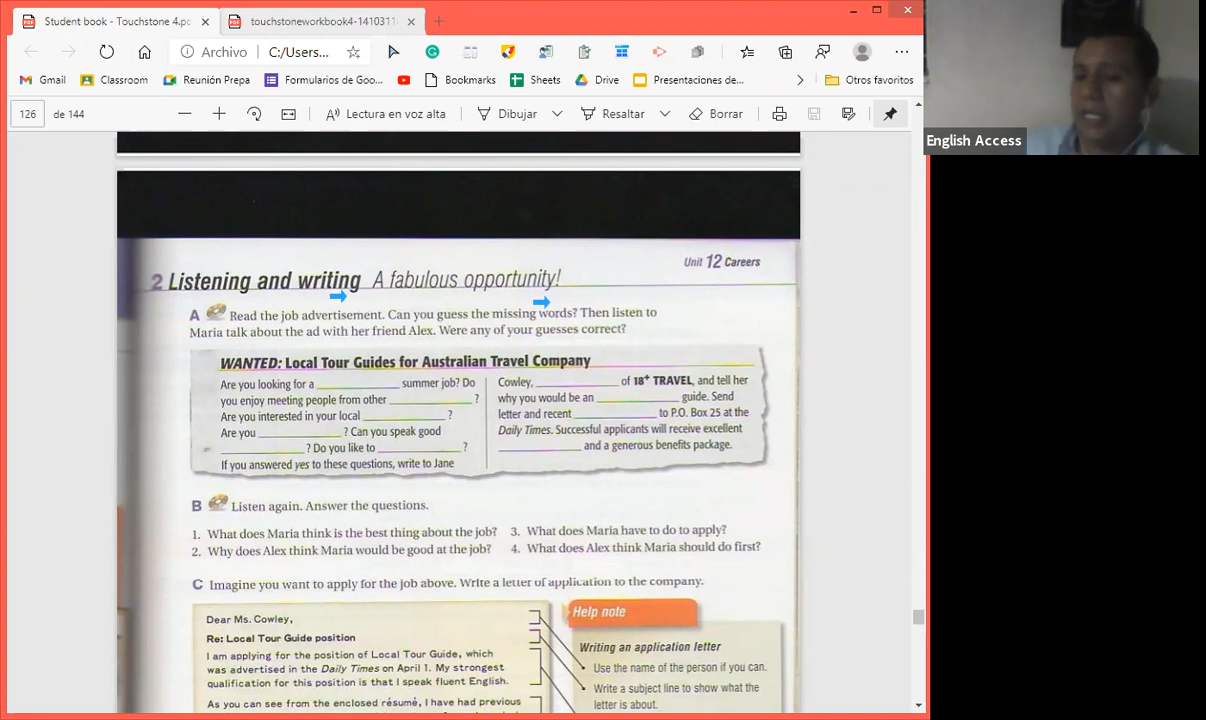 Student book - Touchstone 4.pc
touchstoneworkbook4-1410311
Archivo
C:/Users...
Gmail
Classroom
Reunión Prepa
Formularios de Goo...
Bookmarks
Sheets
Drive
Presentaciones de...
Otros favoritos
126
de 144
Lectura en voz alta
Dibujar
Resaltar
Borrar
English Access
Unit 12 Careers
2 Listening and writing A fabulous opportunity!
A Read the job advertisement. Can you guess the missing words? Then listen to
Maria talk about the ad with her friend Alex. Were any of your guesses correct?
WANTED: Local Tour Guides for Australian Travel Company
Are you looking for a ____________ summer job? Do
you enjoy meeting people from other ____________ ?
Are you interested in your local ____________ ?
Are you ____________ ? Can you speak good
____________ ? Do you like to ____________ ?
If you answered yes to these questions, write to Jane
Cowley, ____________ of 18+ TRAVEL, and tell her
why you would be an ____________ guide. Send
letter and recent ____________ to P.O. Box 25 at the
Daily Times. Successful applicants will receive excellent
____________ and a generous benefits package.
B Listen again. Answer the questions.
1. What does Maria think is the best thing about the job?
2. Why does Alex think Maria would be good at the job?
3. What does Maria have to do to apply?
4. What does Alex think Maria should do first?
C Imagine you want to apply for the job above. Write a letter of application to the company.
Dear Ms. Cowley,
Re: Local Tour Guide position
I am applying for the position of Local Tour Guide, which
was advertised in the Daily Times on April 1. My strongest
qualification for this position is that I speak fluent English.
As you can see from the enclosed résumé, I have had previous
Help note
Writing an application letter
Use the name of the person if you can.
Write a subject line to show what the
letter is about.